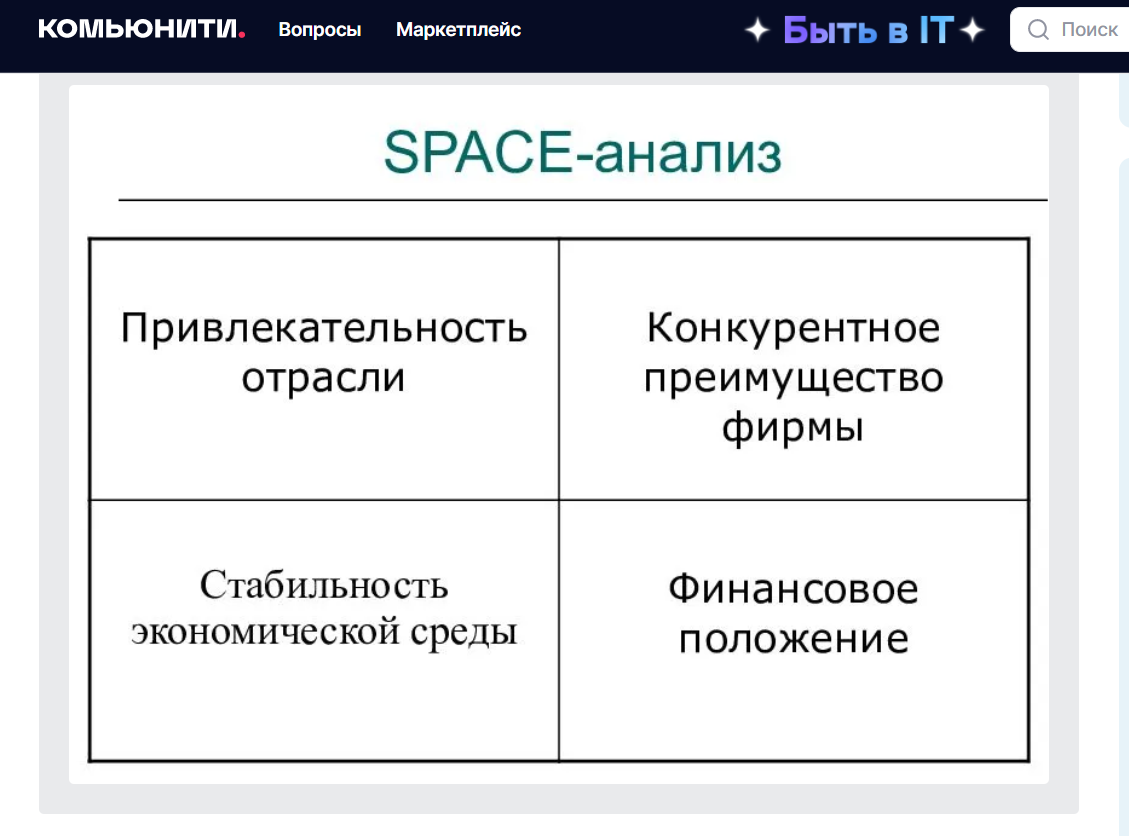 КОМЬЮНИТИ. Вопросы Маркетплейс Быть в IT Поиск
SPACE-анализ
Привлекательность
отрасли
Конкурентное
преимущество
фирмы
Стабильность
экономической среды
Финансовое
положение